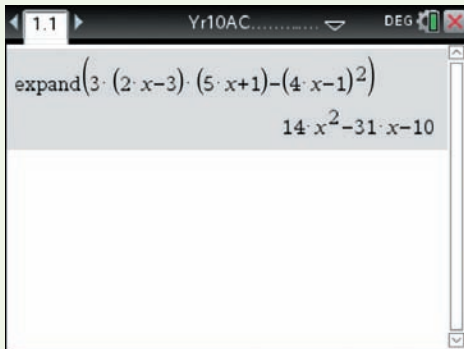 1.1 Yr10AC............ DEG
expand(3·(2·x−3)·(5·x+1)−(4·x−1)²)
14·x²−31·x−10